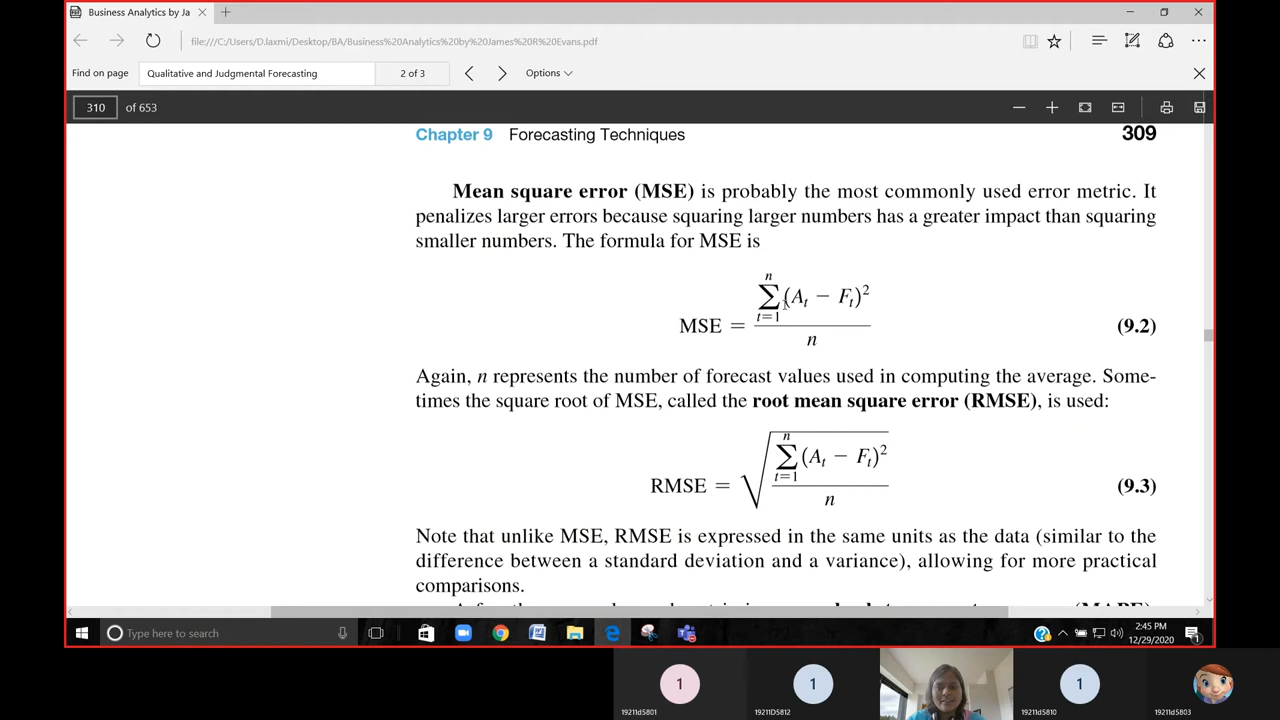 Business Analytics by Ja
file:///C:/Users/D.laxmi/Desktop/BA/Business%20Analytics%20by%20James%20R%20Evans.pdf
Find on page Qualitative and Judgmental Forecasting 2 of 3 Options
310 of 653
Chapter 9 Forecasting Techniques 309
Mean square error (MSE) is probably the most commonly used error metric. It
penalizes larger errors because squaring larger numbers has a greater impact than squaring
smaller numbers. The formula for MSE is
n
∑ (Aₜ − Fₜ)²
t=1
MSE = (9.2)
n
Again, n represents the number of forecast values used in computing the average. Some-
times the square root of MSE, called the root mean square error (RMSE), is used:
n
∑ (Aₜ − Fₜ)²
t=1
RMSE = √ (9.3)
n
Note that unlike MSE, RMSE is expressed in the same units as the data (similar to the
difference between a standard deviation and a variance), allowing for more practical
comparisons.
Type here to search
2:45 PM
12/29/2020
1
1 1 1
19211d5801 19211D5812 19211d5810 19211d5803